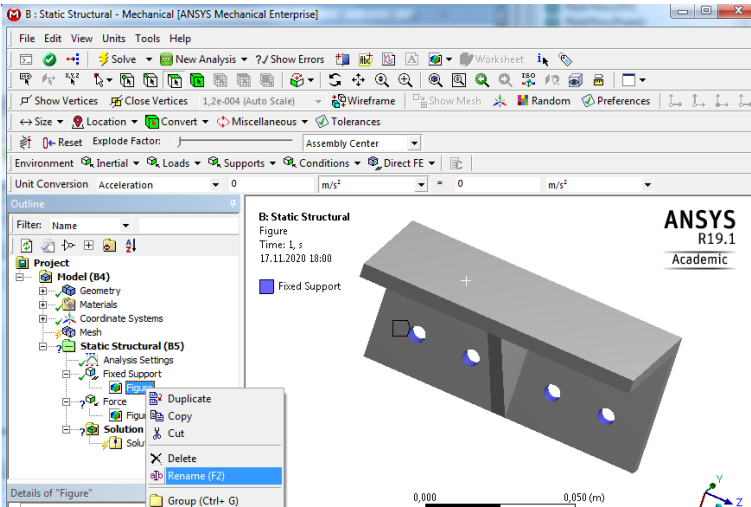 B : Static Structural - Mechanical [ANSYS Mechanical Enterprise]
File Edit View Units Tools Help
Solve New Analysis ?/ Show Errors Worksheet
Show Vertices Close Vertices 1,2e-004 (Auto Scale) Wireframe Show Mesh Random Preferences
Size Location Convert Miscellaneous Tolerances
Reset Explode Factor: Assembly Center
Environment Inertial Loads Supports Conditions Direct FE
Unit Conversion Acceleration 0 m/s² = 0 m/s²
Outline
Filter: Name
Project
Model (B4)
Geometry
Materials
Coordinate Systems
Mesh
Static Structural (B5)
Analysis Settings
Fixed Support
Figure
Force
Figu
Solution
Solu
Duplicate
Copy
Cut
Delete
Rename (F2)
Group (Ctrl+ G)
Details of "Figure"
B: Static Structural
Figure
Time: 1, s
17.11.2020 18:00
Fixed Support
ANSYS
R19.1
Academic
0,000 0,050 (m)
Y
Z